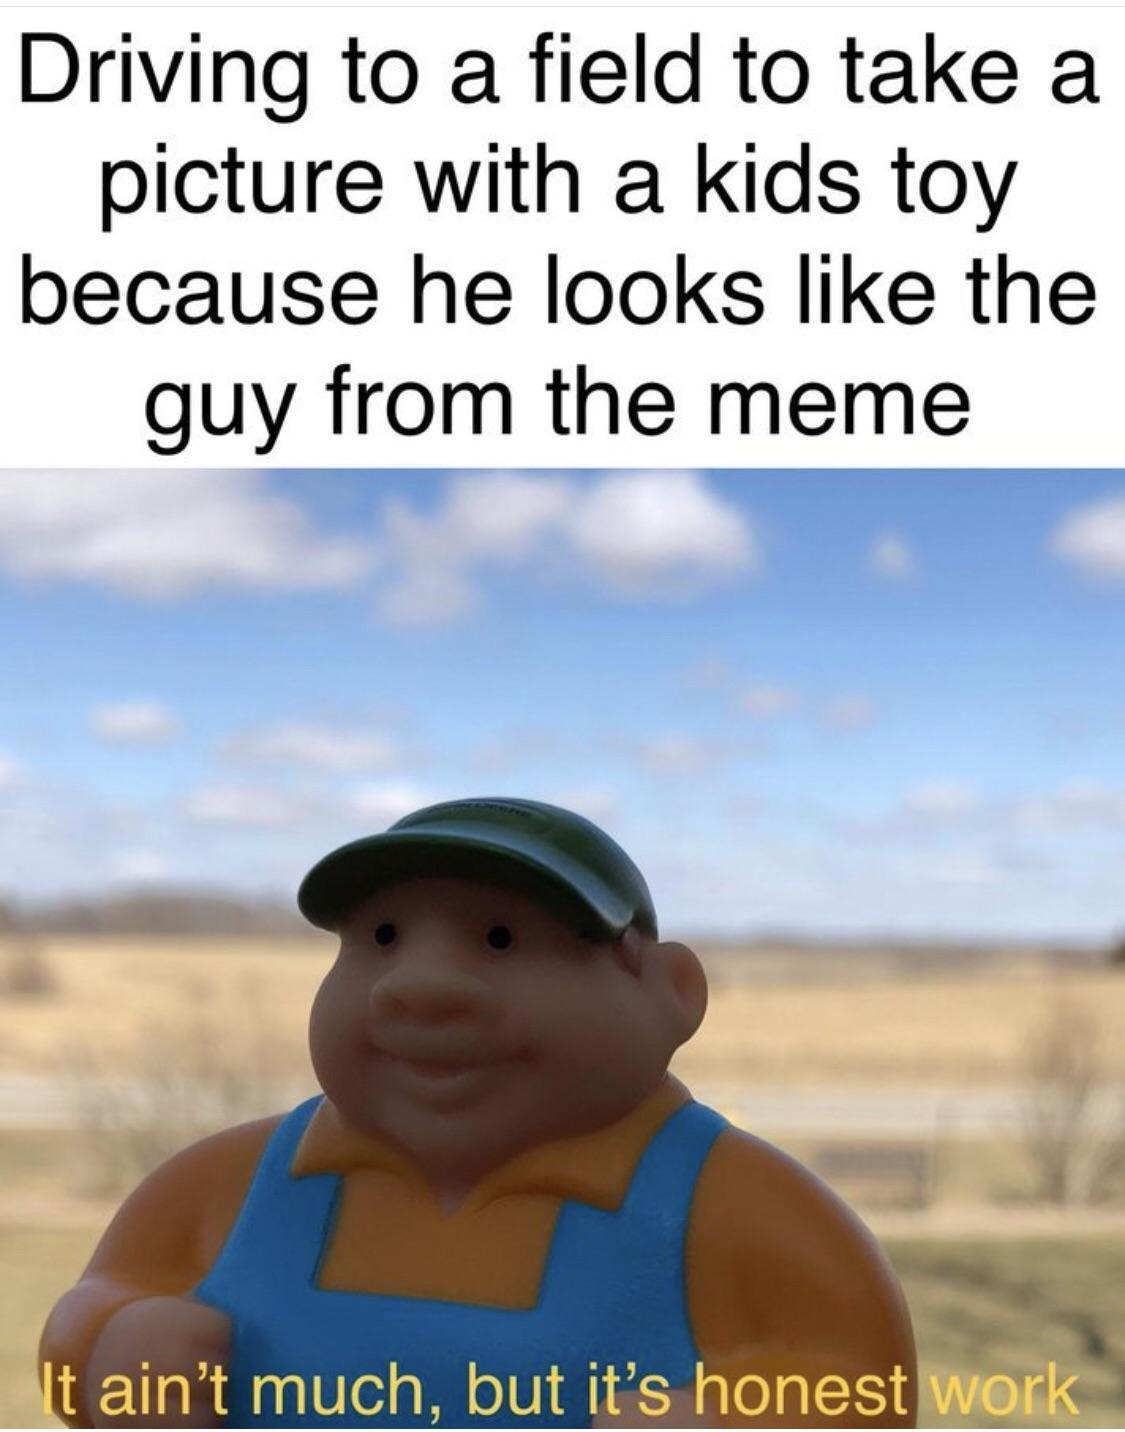 Driving to a field to take a
picture with a kids toy
because he looks like the
guy from the meme
It ain’t much, but it’s honest work